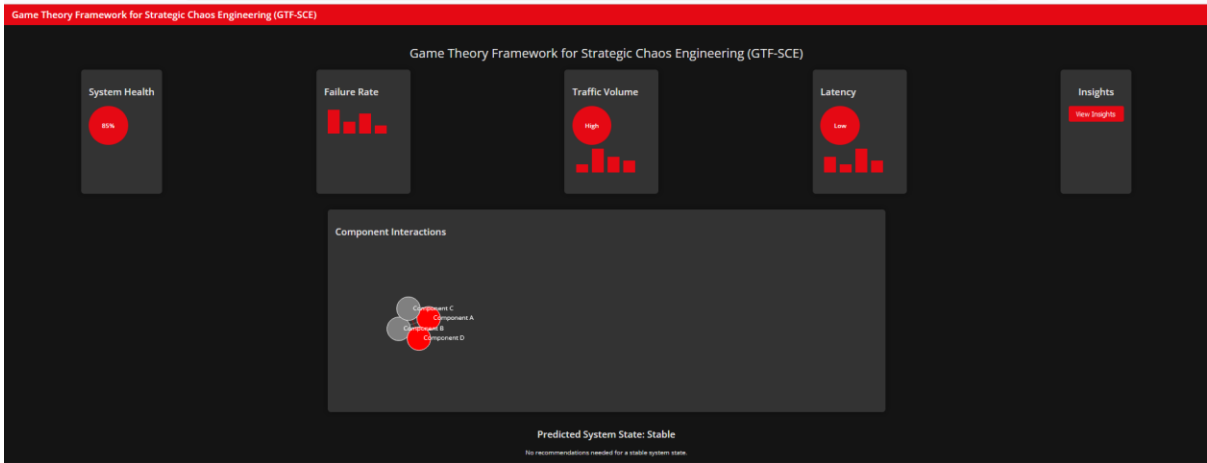 Game Theory Framework for Strategic Chaos Engineering (GTF-SCE)
Game Theory Framework for Strategic Chaos Engineering (GTF-SCE)
System Health
85%
Failure Rate
Traffic Volume
High
Latency
Low
Insights
View Insights
Component Interactions
Component C
Component A
Component B
Component D
Predicted System State: Stable
No recommendations needed for a stable system state.